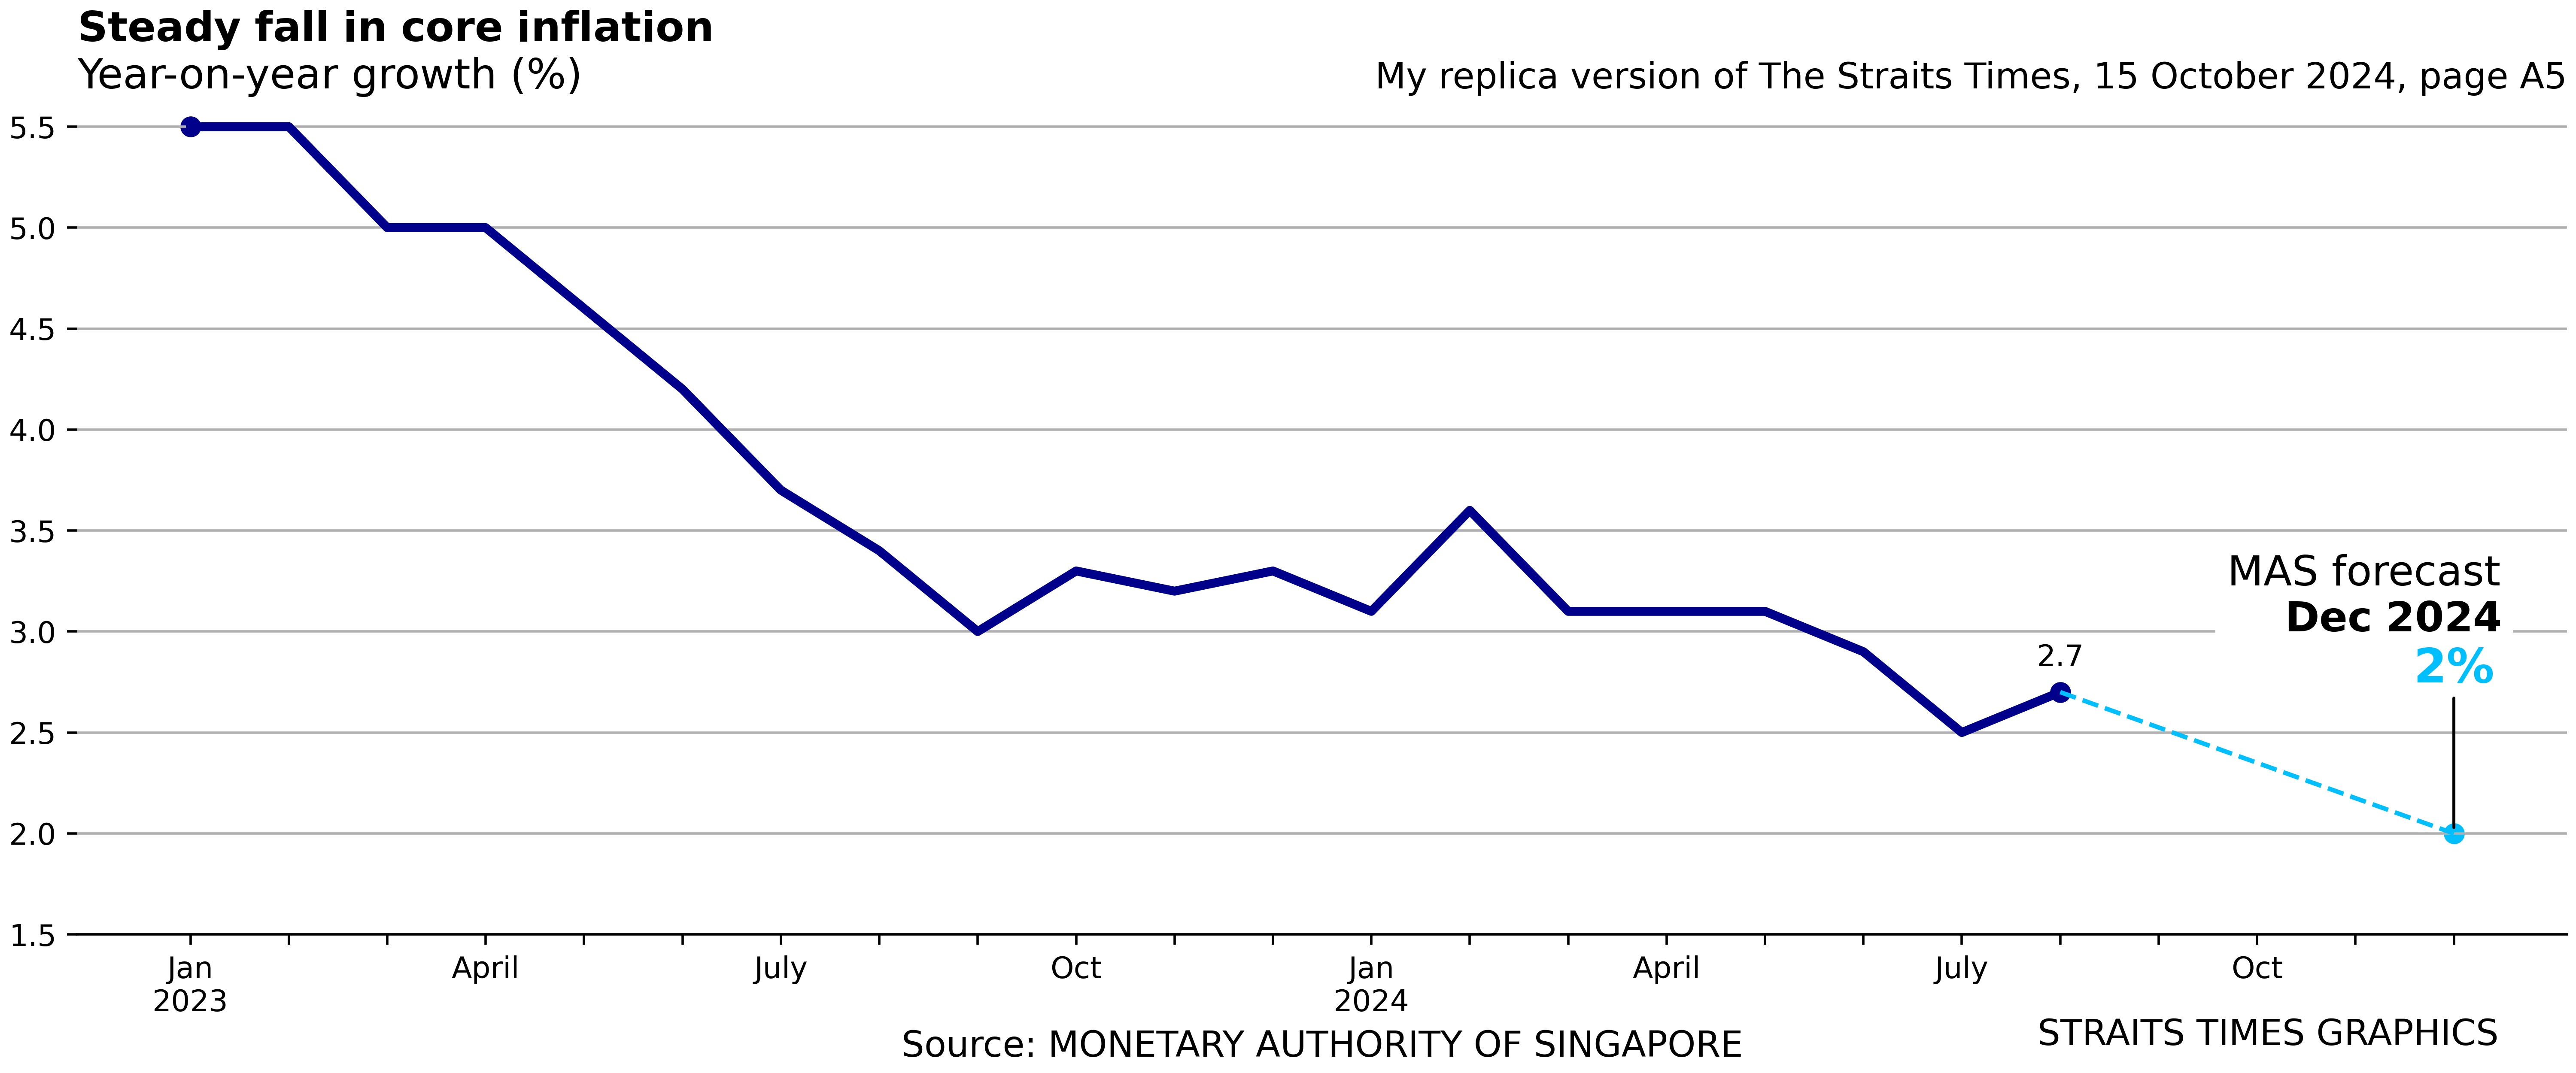 Steady fall in core inflation
Year-on-year growth (%)
My replica version of The Straits Times, 15 October 2024, page A5
5.5
5.0
4.5
4.0
3.5
3.0
2.5
2.0
1.5
MAS forecast
Dec 2024
2%
2.7
Jan April July Oct Jan April July Oct
2023 2024
Source: MONETARY AUTHORITY OF SINGAPORE
STRAITS TIMES GRAPHICS